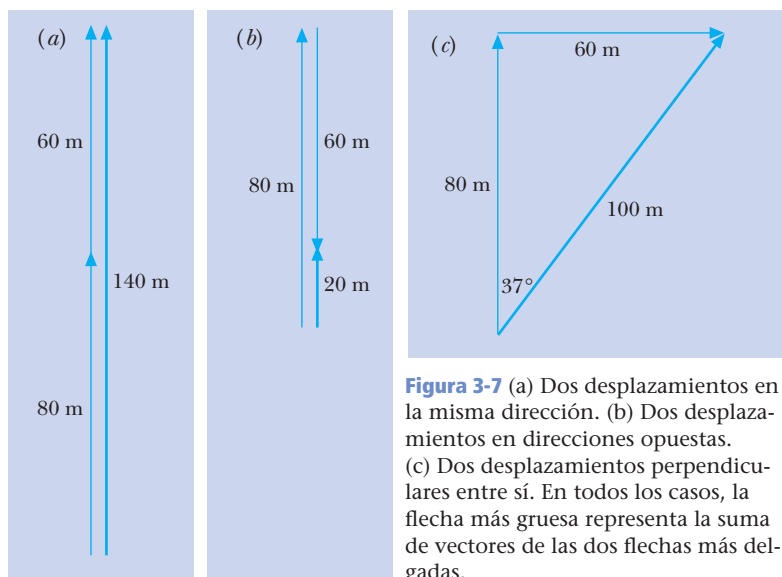 (a)
60 m
140 m
80 m
(b)
60 m
80 m
20 m
(c)
60 m
80 m
100 m
37°
Figura 3-7 (a) Dos desplazamientos en
la misma dirección. (b) Dos desplaza-
mientos en direcciones opuestas.
(c) Dos desplazamientos perpendicu-
lares entre sí. En todos los casos, la
flecha más gruesa representa la suma
de vectores de las dos flechas más del-
gadas.